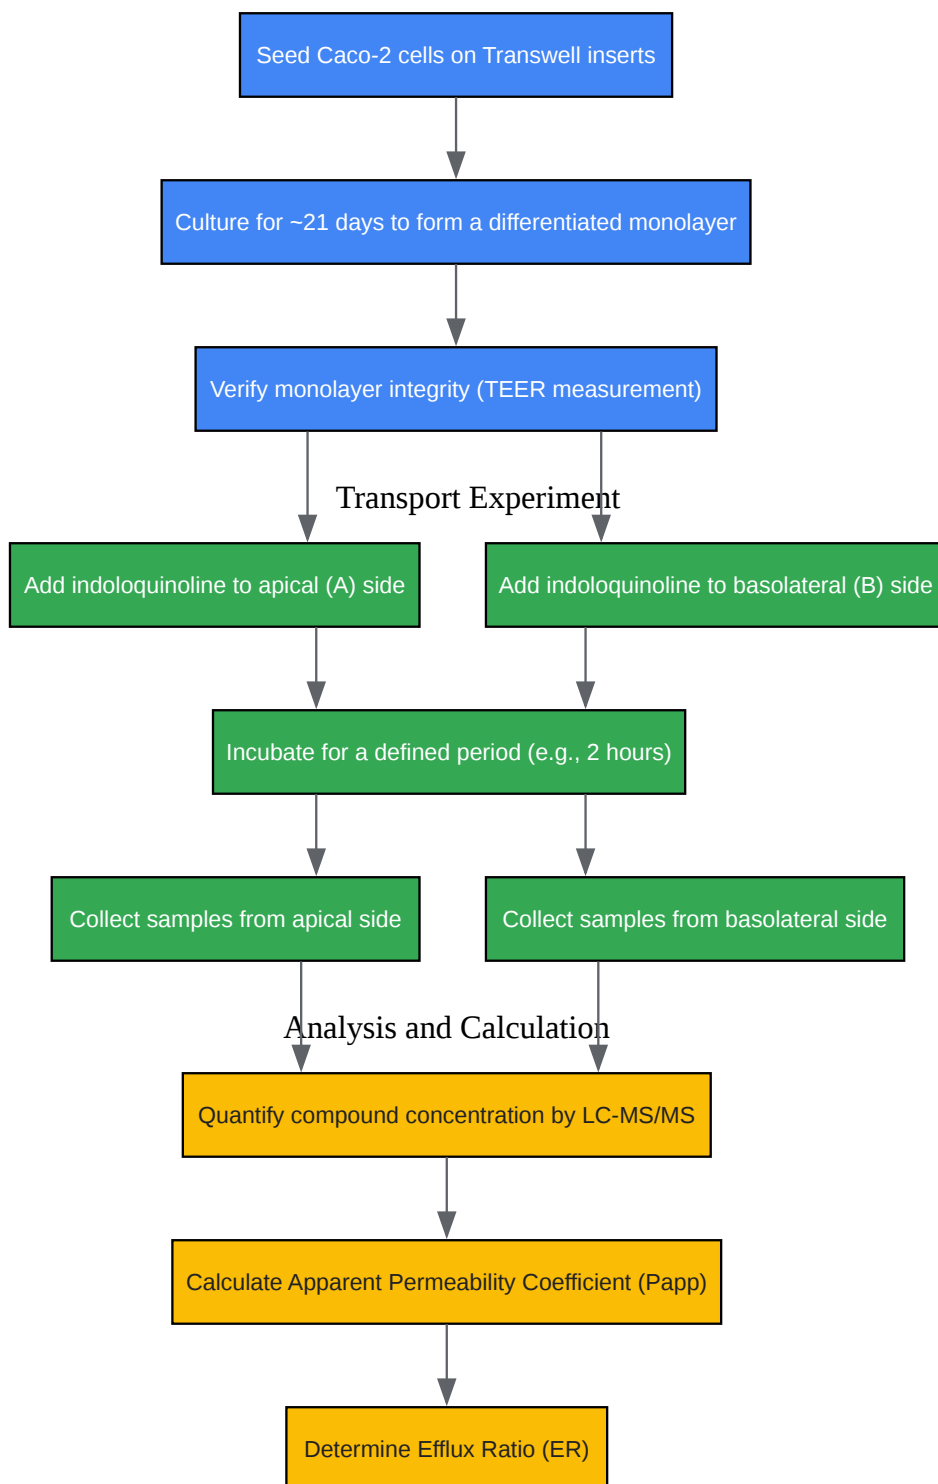 Seed Caco-2 cells on Transwell inserts
Culture for ~21 days to form a differentiated monolayer
Verify monolayer integrity (TEER measurement)
Transport Experiment
Add indoloquinoline to apical (A) side
Add indoloquinoline to basolateral (B) side
Incubate for a defined period (e.g., 2 hours)
Collect samples from apical side
Collect samples from basolateral side
Analysis and Calculation
Quantify compound concentration by LC-MS/MS
Calculate Apparent Permeability Coefficient (Papp)
Determine Efflux Ratio (ER)